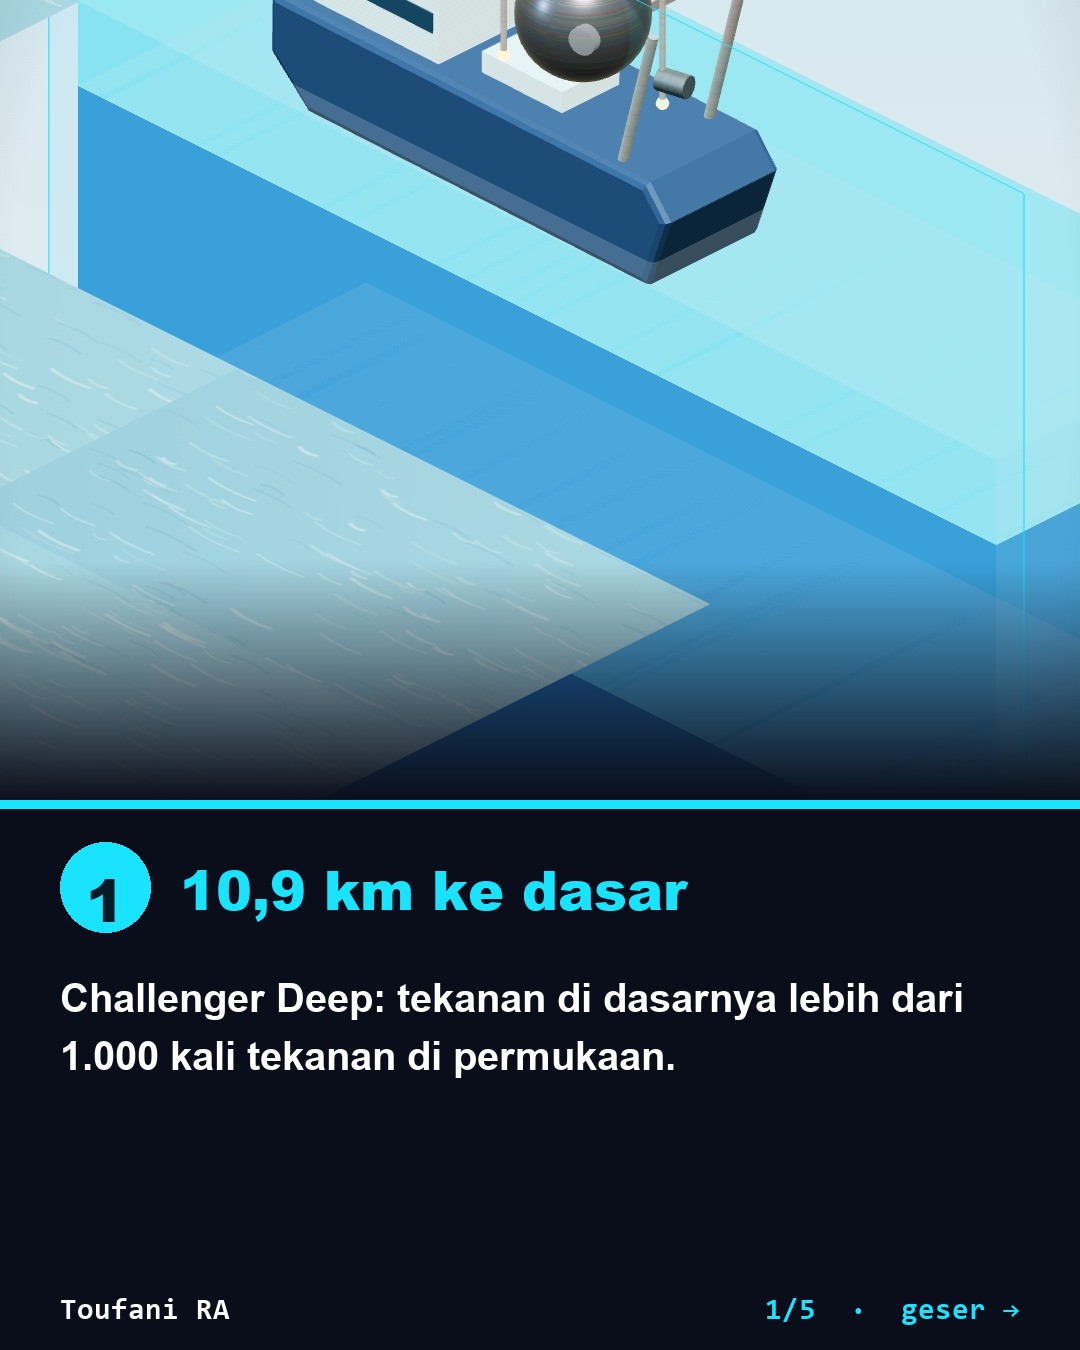 1 10,9 km ke dasar
Challenger Deep: tekanan di dasarnya lebih dari
1.000 kali tekanan di permukaan.
Toufani RA 1/5 · geser →